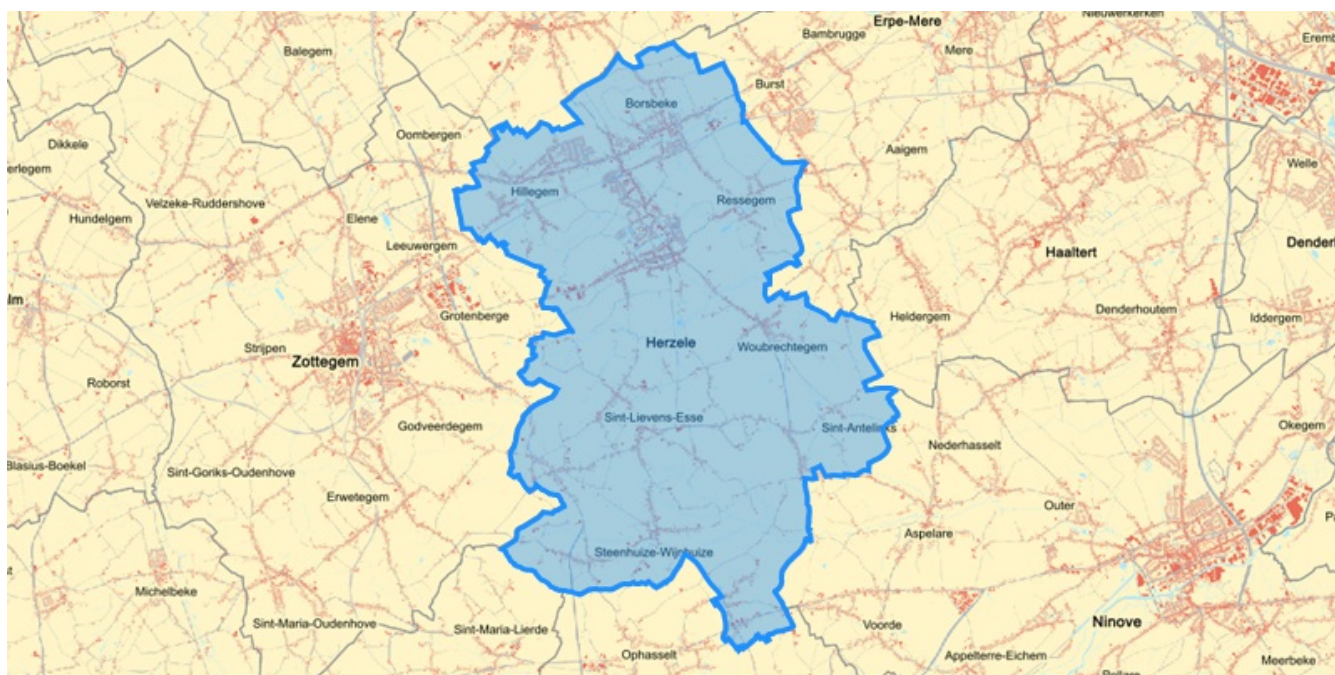 Erpe-Mere
Nieuwerkerken
Balegem
Bambrugge
Mere
Burst
Borsbeke
Oombergen
Dikkele
Aaigem
Welle
Hillegem
Ressegem
Velzeke-Ruddershove
Hundelgem
Elene
Leeuwergem
Haaltert
Grotenberge
Heldergem
Denderhoutem
Iddergem
Strijpen
Zottegem
Herzele
Woubrechtegem
Roborst
Sint-Lievens-Esse
Godveerdegem
Sint-Antelinks
Okegem
Nederhasselt
Blasius-Boekel
Sint-Goriks-Oudenhove
Erwetegem
Outer
Aspelare
Steenhuize-Wijnhuize
Michelbeke
Sint-Maria-Oudenhove
Sint-Maria-Lierde
Voorde
Ninove
Ophasselt
Appelterre-Eichem
Meerbeke